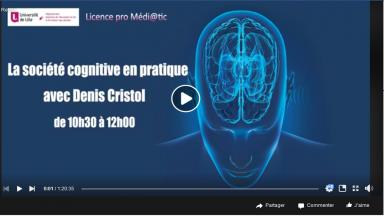 Université
de Lille
Licence pro Médi@tic
La société cognitive en pratique
avec Denis Cristol
de 10h30 à 12h00
0:01 / 1:20:35
Partager
Commenter
J'aime